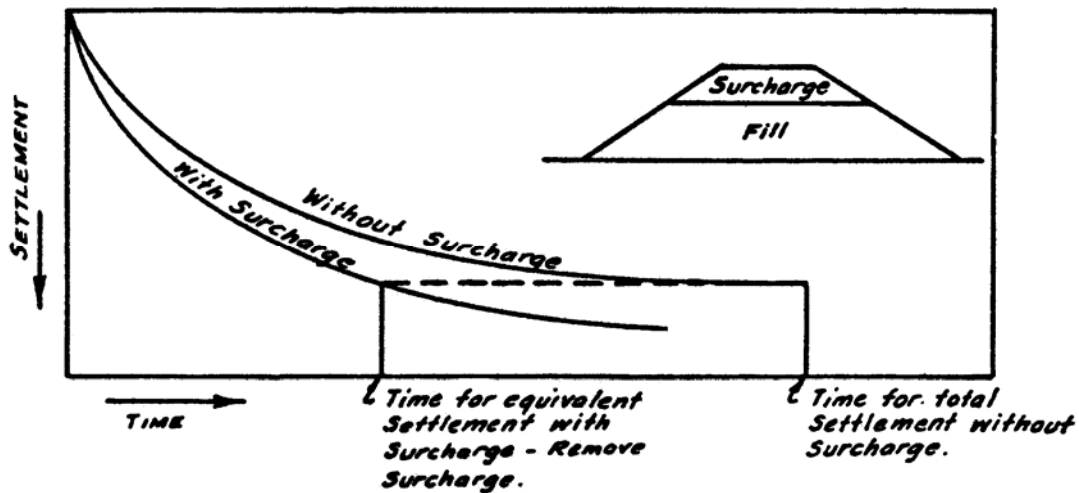 Surcharge
Fill
SETTLEMENT
With Surcharge
Without Surcharge
TIME
t Time for equivalent
Settlement with
Surcharge - Remove
Surcharge.
t Time for total
Settlement without
Surcharge.